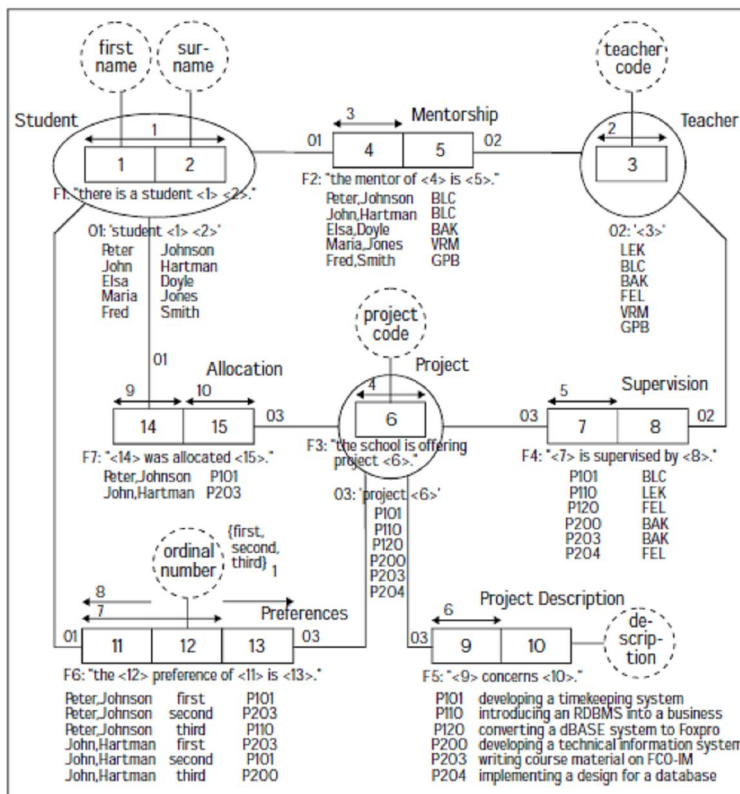 first name
sur-name
teacher code
Student
Mentorship
Teacher
1
3
2
O1
O2
1 2
4 5
3
F1: "there is a student <1> <2>."
F2: "the mentor of <4> is <5>."
Peter,Johnson BLC
John,Hartman BLC
Elsa,Doyle BAK
Maria,Jones VRM
Fred,Smith GPB
O1: 'student <1> <2>'
Peter Johnson
John Hartman
Elsa Doyle
Maria Jones
Fred Smith
O2: '<3>'
LEK
BLC
BAK
FEL
VRM
GPB
project code
O1
Allocation
Project
Supervision
9 10
4
5
14 15
O3
6
O3
7 8
O2
F7: "<14> was allocated <15>."
Peter,Johnson P101
John,Hartman P203
F3: "the school is offering project <6>."
F4: "<7> is supervised by <8>."
P101 BLC
P110 LEK
P120 FEL
P200 BAK
P203 BAK
P204 FEL
O3: 'project <6>'
P101
P110
P120
P200
P203
P204
ordinal number
{first, second, third} 1
8
7
Preferences
O1
11 12 13
O3
F6: "the <12> preference of <11> is <13>."
Peter,Johnson first P101
Peter,Johnson second P203
Peter,Johnson third P110
John,Hartman first P203
John,Hartman second P101
John,Hartman third P200
Project Description
6
O3
9 10
de-scrip-tion
F5: "<9> concerns <10>."
P101 developing a timekeeping system
P110 introducing an RDBMS into a business
P120 converting a dBASE system to Foxpro
P200 developing a technical information system
P203 writing course material on FCO-IM
P204 implementing a design for a database